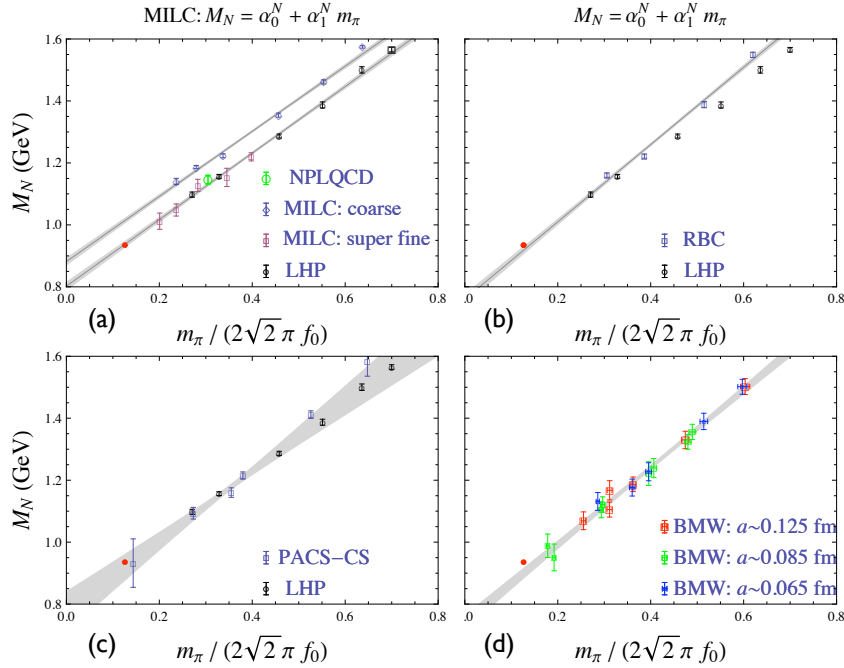 MILC: M_N = α_0^N + α_1^N m_π
M_N = α_0^N + α_1^N m_π
1.6
1.4
1.2
1.0
0.8
M_N (GeV)
NPLQCD
MILC: coarse
MILC: super fine
LHP
0.0 0.2 0.4 0.6 0.8
(a)
m_π / (2√2 π f_0)
RBC
LHP
0.0 0.2 0.4 0.6 0.8
(b)
m_π / (2√2 π f_0)
1.6
1.4
1.2
1.0
0.8
M_N (GeV)
PACS−CS
LHP
0.0 0.2 0.4 0.6 0.8
(c)
m_π / (2√2 π f_0)
BMW: a~0.125 fm
BMW: a~0.085 fm
BMW: a~0.065 fm
0.0 0.2 0.4 0.6 0.8
(d)
m_π / (2√2 π f_0)